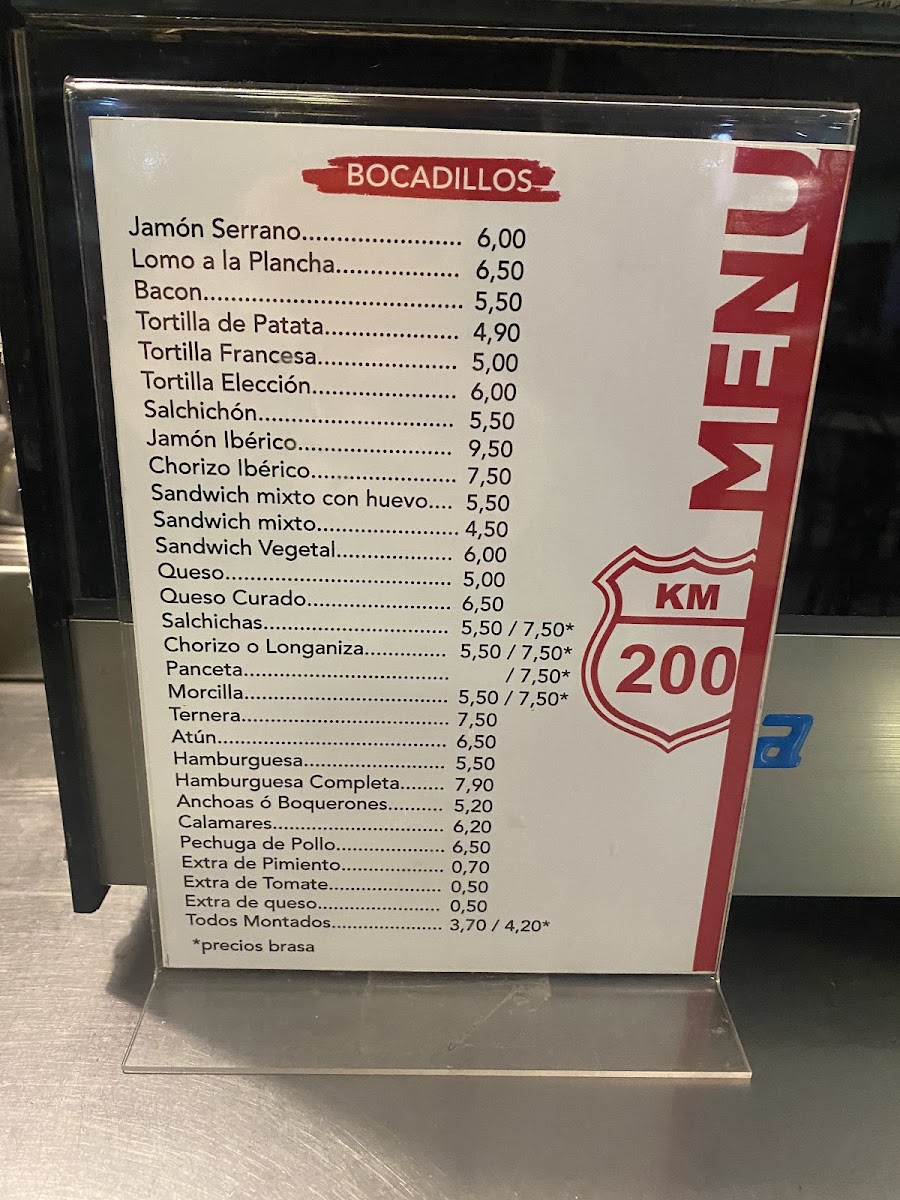 BOCADILLOS
Jamón Serrano....................... 6,00
Lomo a la Plancha.................. 6,50
Bacon..................................... 5,50
Tortilla de Patata................... 4,90
Tortilla Francesa.................... 5,00
Tortilla Elección..................... 6,00
Salchichón............................. 5,50
Jamón Ibérico....................... 9,50
Chorizo Ibérico..................... 7,50
Sandwich mixto con huevo.... 5,50
Sandwich mixto..................... 4,50
Sandwich Vegetal.................. 6,00
Queso.................................... 5,00
Queso Curado....................... 6,50
Salchichas.............................. 5,50 / 7,50*
Chorizo o Longaniza.............. 5,50 / 7,50*
Panceta.................................. / 7,50*
Morcilla.................................. 5,50 / 7,50*
Ternera................................... 7,50
Atún....................................... 6,50
Hamburguesa........................ 5,50
Hamburguesa Completa........ 7,90
Anchoas ó Boquerones.......... 5,20
Calamares.............................. 6,20
Pechuga de Pollo................... 6,50
Extra de Pimiento.................. 0,70
Extra de Tomate.................... 0,50
Extra de queso...................... 0,50
Todos Montados.................... 3,70 / 4,20*
*precios brasa
MENU
KM
200
a